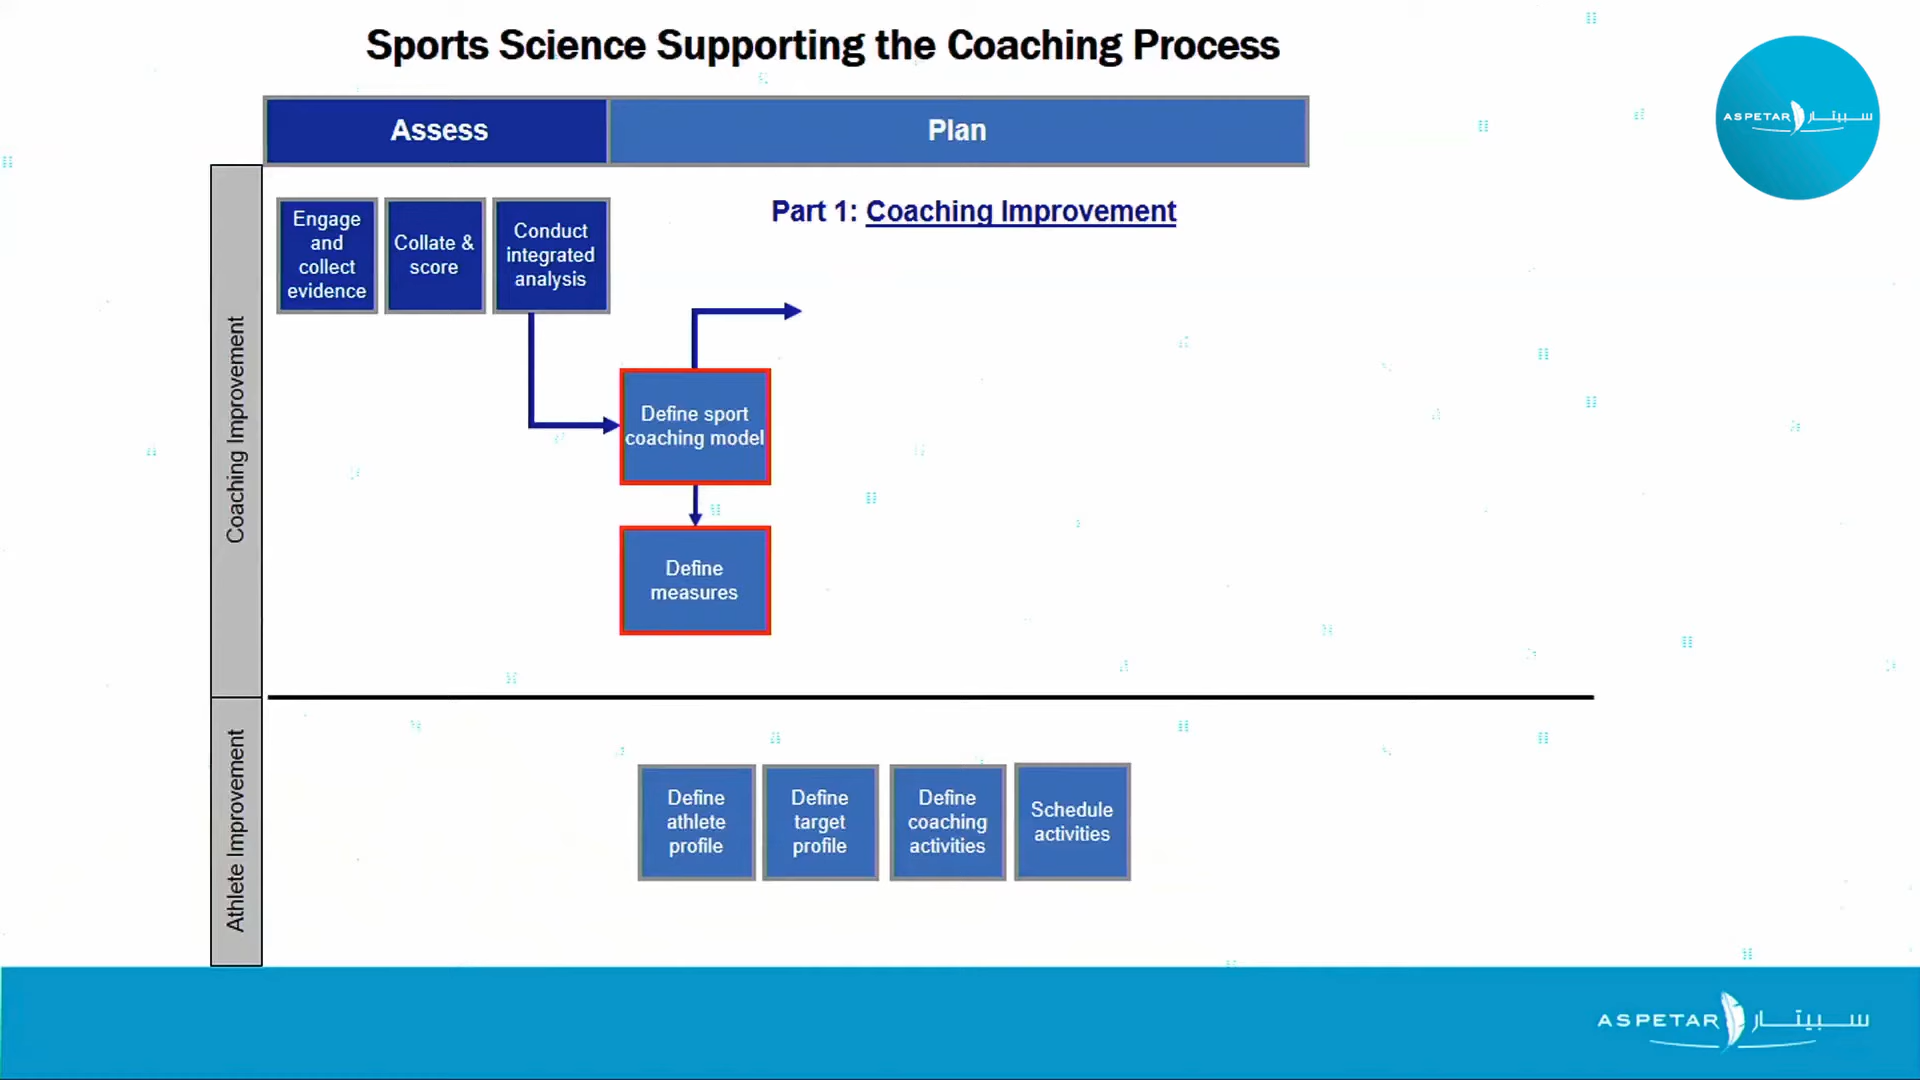 Sports Science Supporting the Coaching Process
Assess
Plan
ASPETAR سبيتار
Part 1: Coaching Improvement
Engage
and
collect
evidence
Collate &
score
Conduct
integrated
analysis
Coaching Improvement
Define sport
coaching model
Define
measures
Athlete Improvement
Define
athlete
profile
Define
target
profile
Define
coaching
activities
Schedule
activities
ASPETAR سبيتار